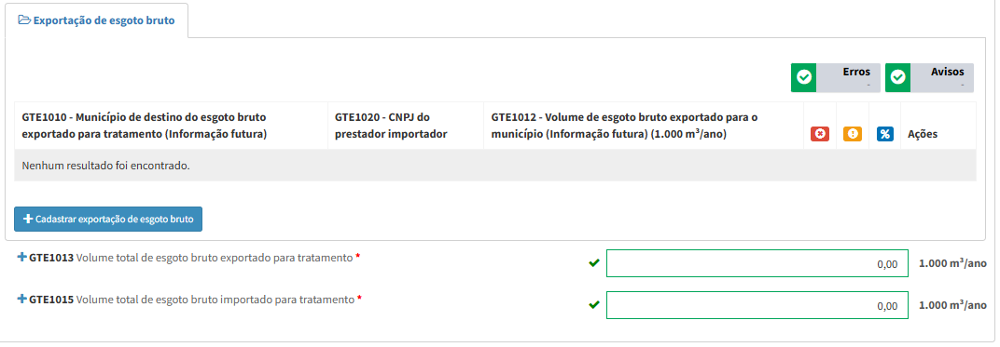 Exportação de esgoto bruto
Erros
-
Avisos
-
GTE1010 - Município de destino do esgoto bruto
exportado para tratamento (Informação futura)
GTE1020 - CNPJ do
prestador importador
GTE1012 - Volume de esgoto bruto exportado para o
município (Informação futura) (1.000 m³/ano)
Ações
Nenhum resultado foi encontrado.
Cadastrar exportação de esgoto bruto
GTE1013 Volume total de esgoto bruto exportado para tratamento * 0,00 1.000 m³/ano
GTE1015 Volume total de esgoto bruto importado para tratamento * 0,00 1.000 m³/ano